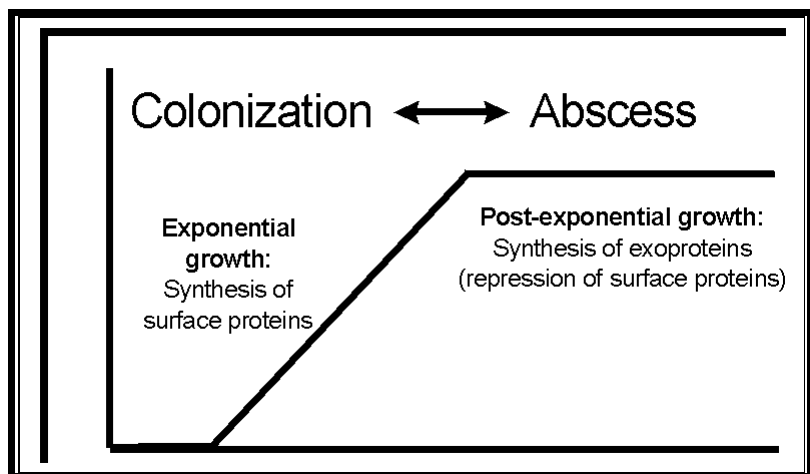 Colonization Abscess
Exponential
growth:
Synthesis of
surface proteins
Post-exponential growth:
Synthesis of exoproteins
(repression of surface proteins)